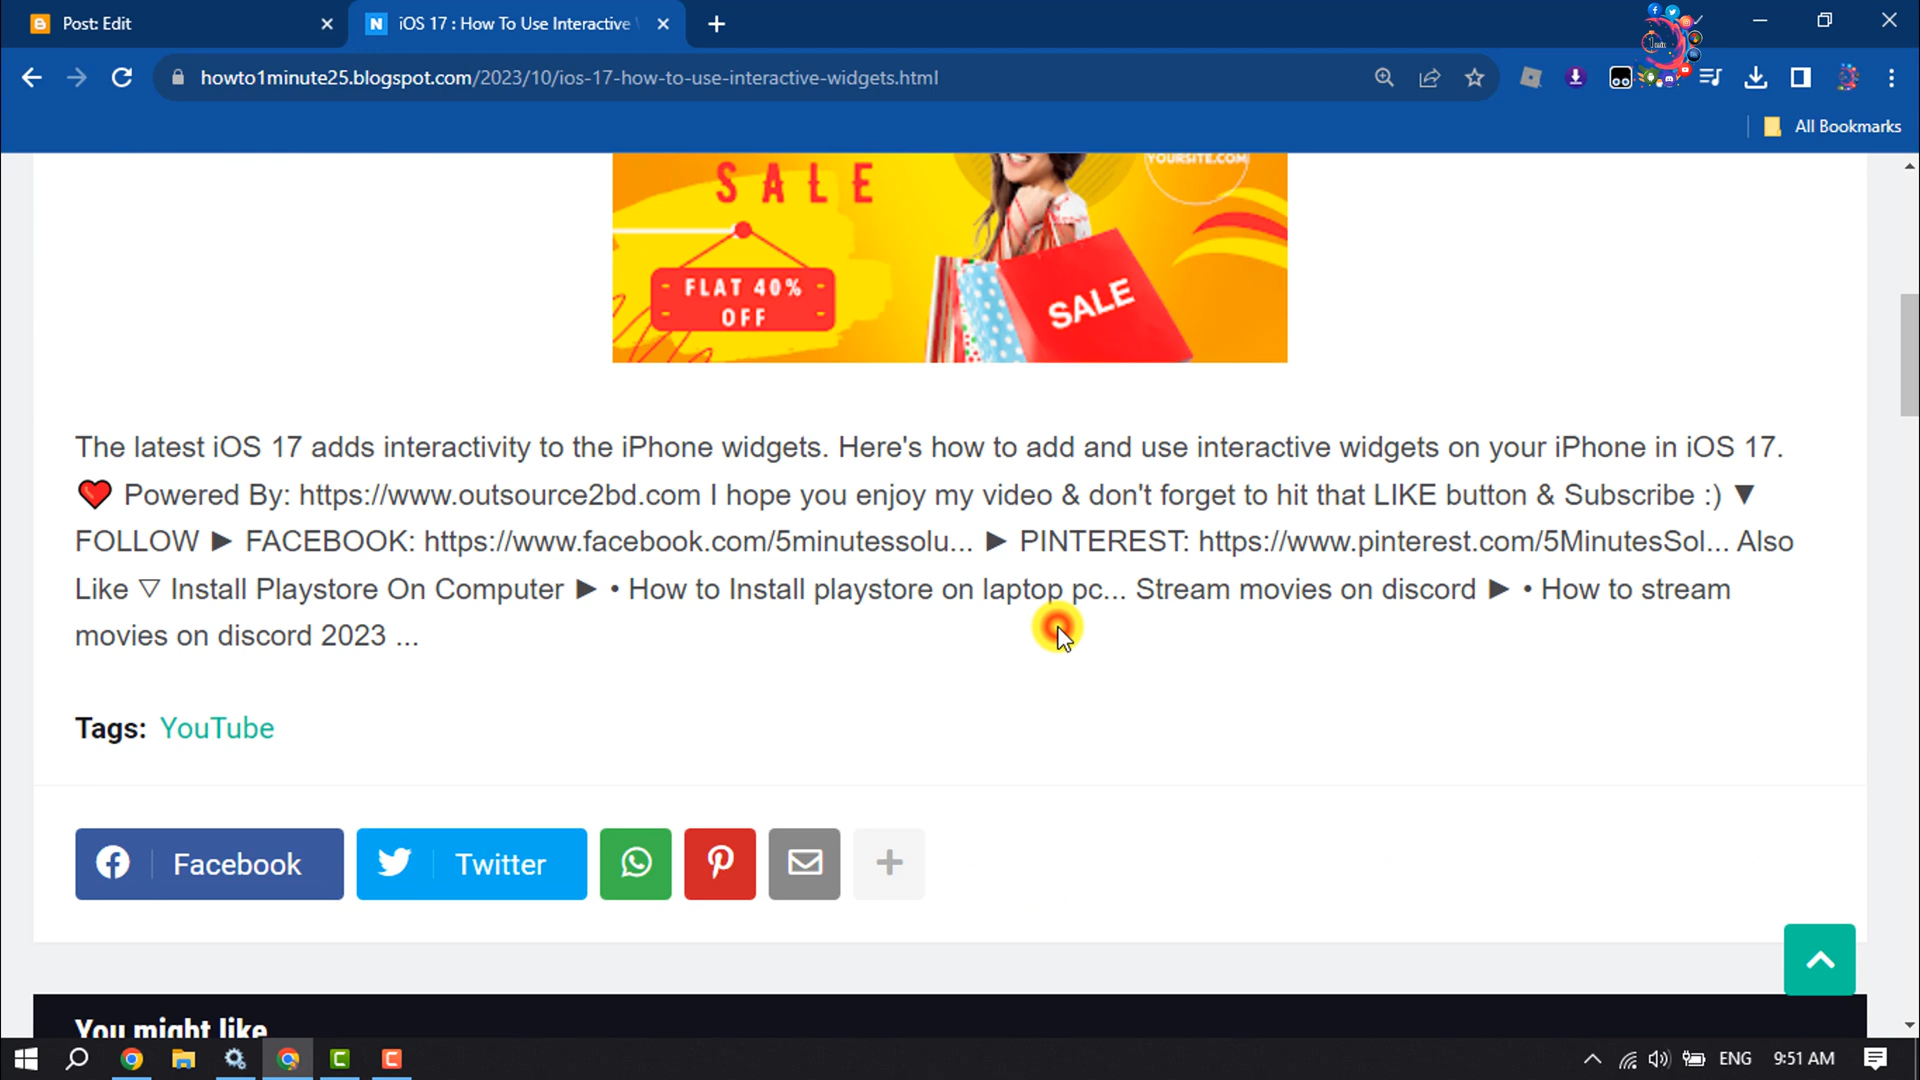 Post: Edit
iOS 17 : How To Use Interactive
howto1minute25.blogspot.com/2023/10/ios-17-how-to-use-interactive-widgets.html
All Bookmarks
YOURSITE.COM
SALE
FLAT 40%
OFF
SALE
The latest iOS 17 adds interactivity to the iPhone widgets. Here's how to add and use interactive widgets on your iPhone in iOS 17.
❤ Powered By: https://www.outsource2bd.com I hope you enjoy my video & don't forget to hit that LIKE button & Subscribe :) ▼
FOLLOW ► FACEBOOK: https://www.facebook.com/5minutessolu... ► PINTEREST: https://www.pinterest.com/5MinutesSol... Also
Like ▽ Install Playstore On Computer ► • How to Install playstore on laptop pc... Stream movies on discord ► • How to stream
movies on discord 2023 ...
Tags: YouTube
Facebook
Twitter
You might like
ENG
9:51 AM